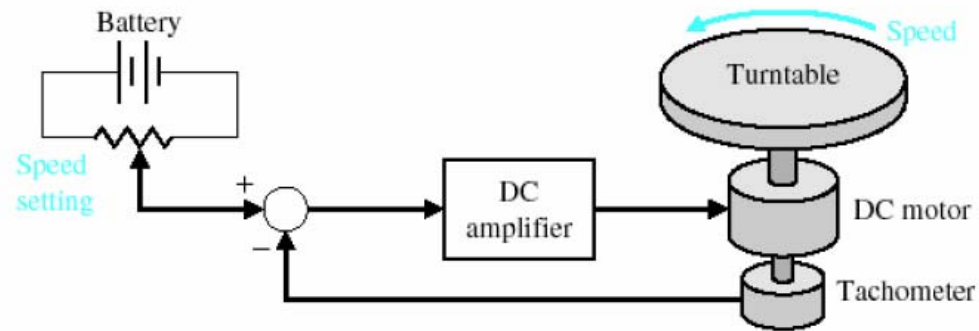 Battery
Speed
Turntable
Speed
setting
+
DC
amplifier
DC motor
−
Tachometer